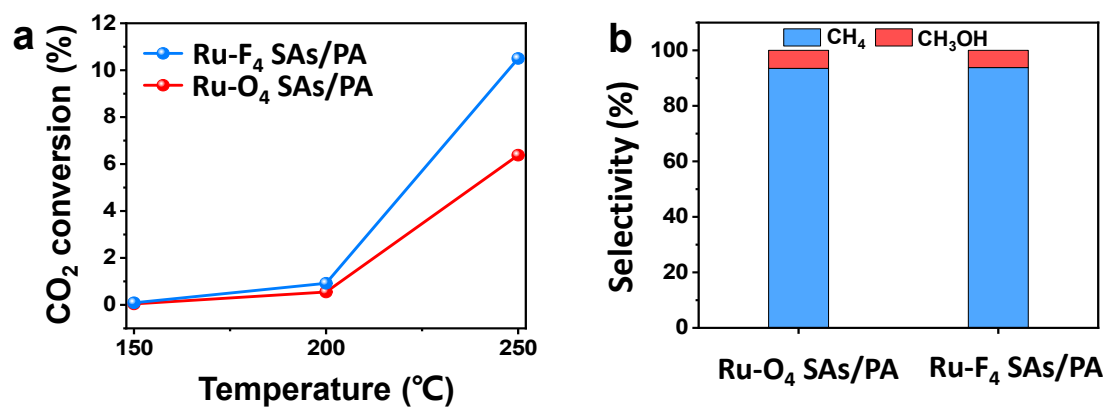 a
CO₂ conversion (%)
12
10
8
6
4
2
0
Ru-F₄ SAs/PA
Ru-O₄ SAs/PA
150
200
250
Temperature (℃)
b
Selectivity (%)
100
80
60
40
20
0
CH₄
CH₃OH
Ru-O₄ SAs/PA
Ru-F₄ SAs/PA